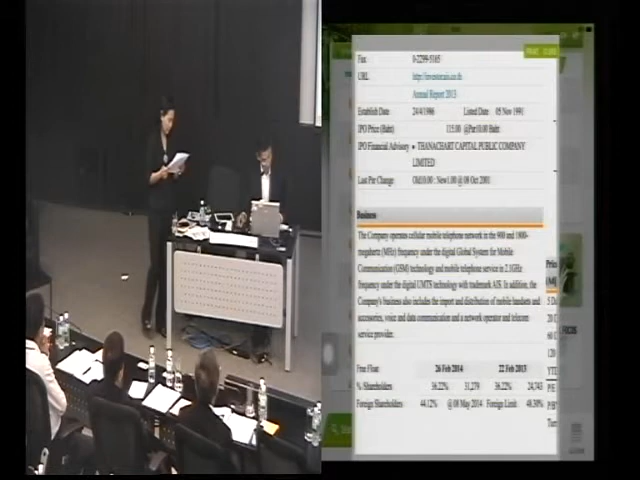 Fax 0-2299-5165
URL http://investor.ais.co.th
Annual Report 2013
Establish Date 24/4/1986 Listed Date 05 Nov 1991
IPO Price (Baht) 115.00 @Par10.00 Baht
IPO Financial Advisory • THANACHART CAPITAL PUBLIC COMPANY
LIMITED
Last Par Change Old10.00 : New1.00 @ 08 Oct 2001
Business
The Company operates cellular mobile telephone network in the 900 and 1800-
megahertz (MHz) frequency under the digital Global System for Mobile
Communication (GSM) technology and mobile telephone service in 2.1GHz
frequency under the digital UMTS technology with trademark AIS. In addition, the
Company's business also includes the import and distribution of mobile handsets and
accessories, voice and data communication and a network operator and telecom
service provider.
Free Float 26 Feb 2014 22 Feb 2013
% Shareholders 36.22% 31,279 36.22% 24,743
Foreign Shareholders 44.12% @ 08 May 2014 Foreign Limit 48.39%
Price
YTD
P/E
P/B